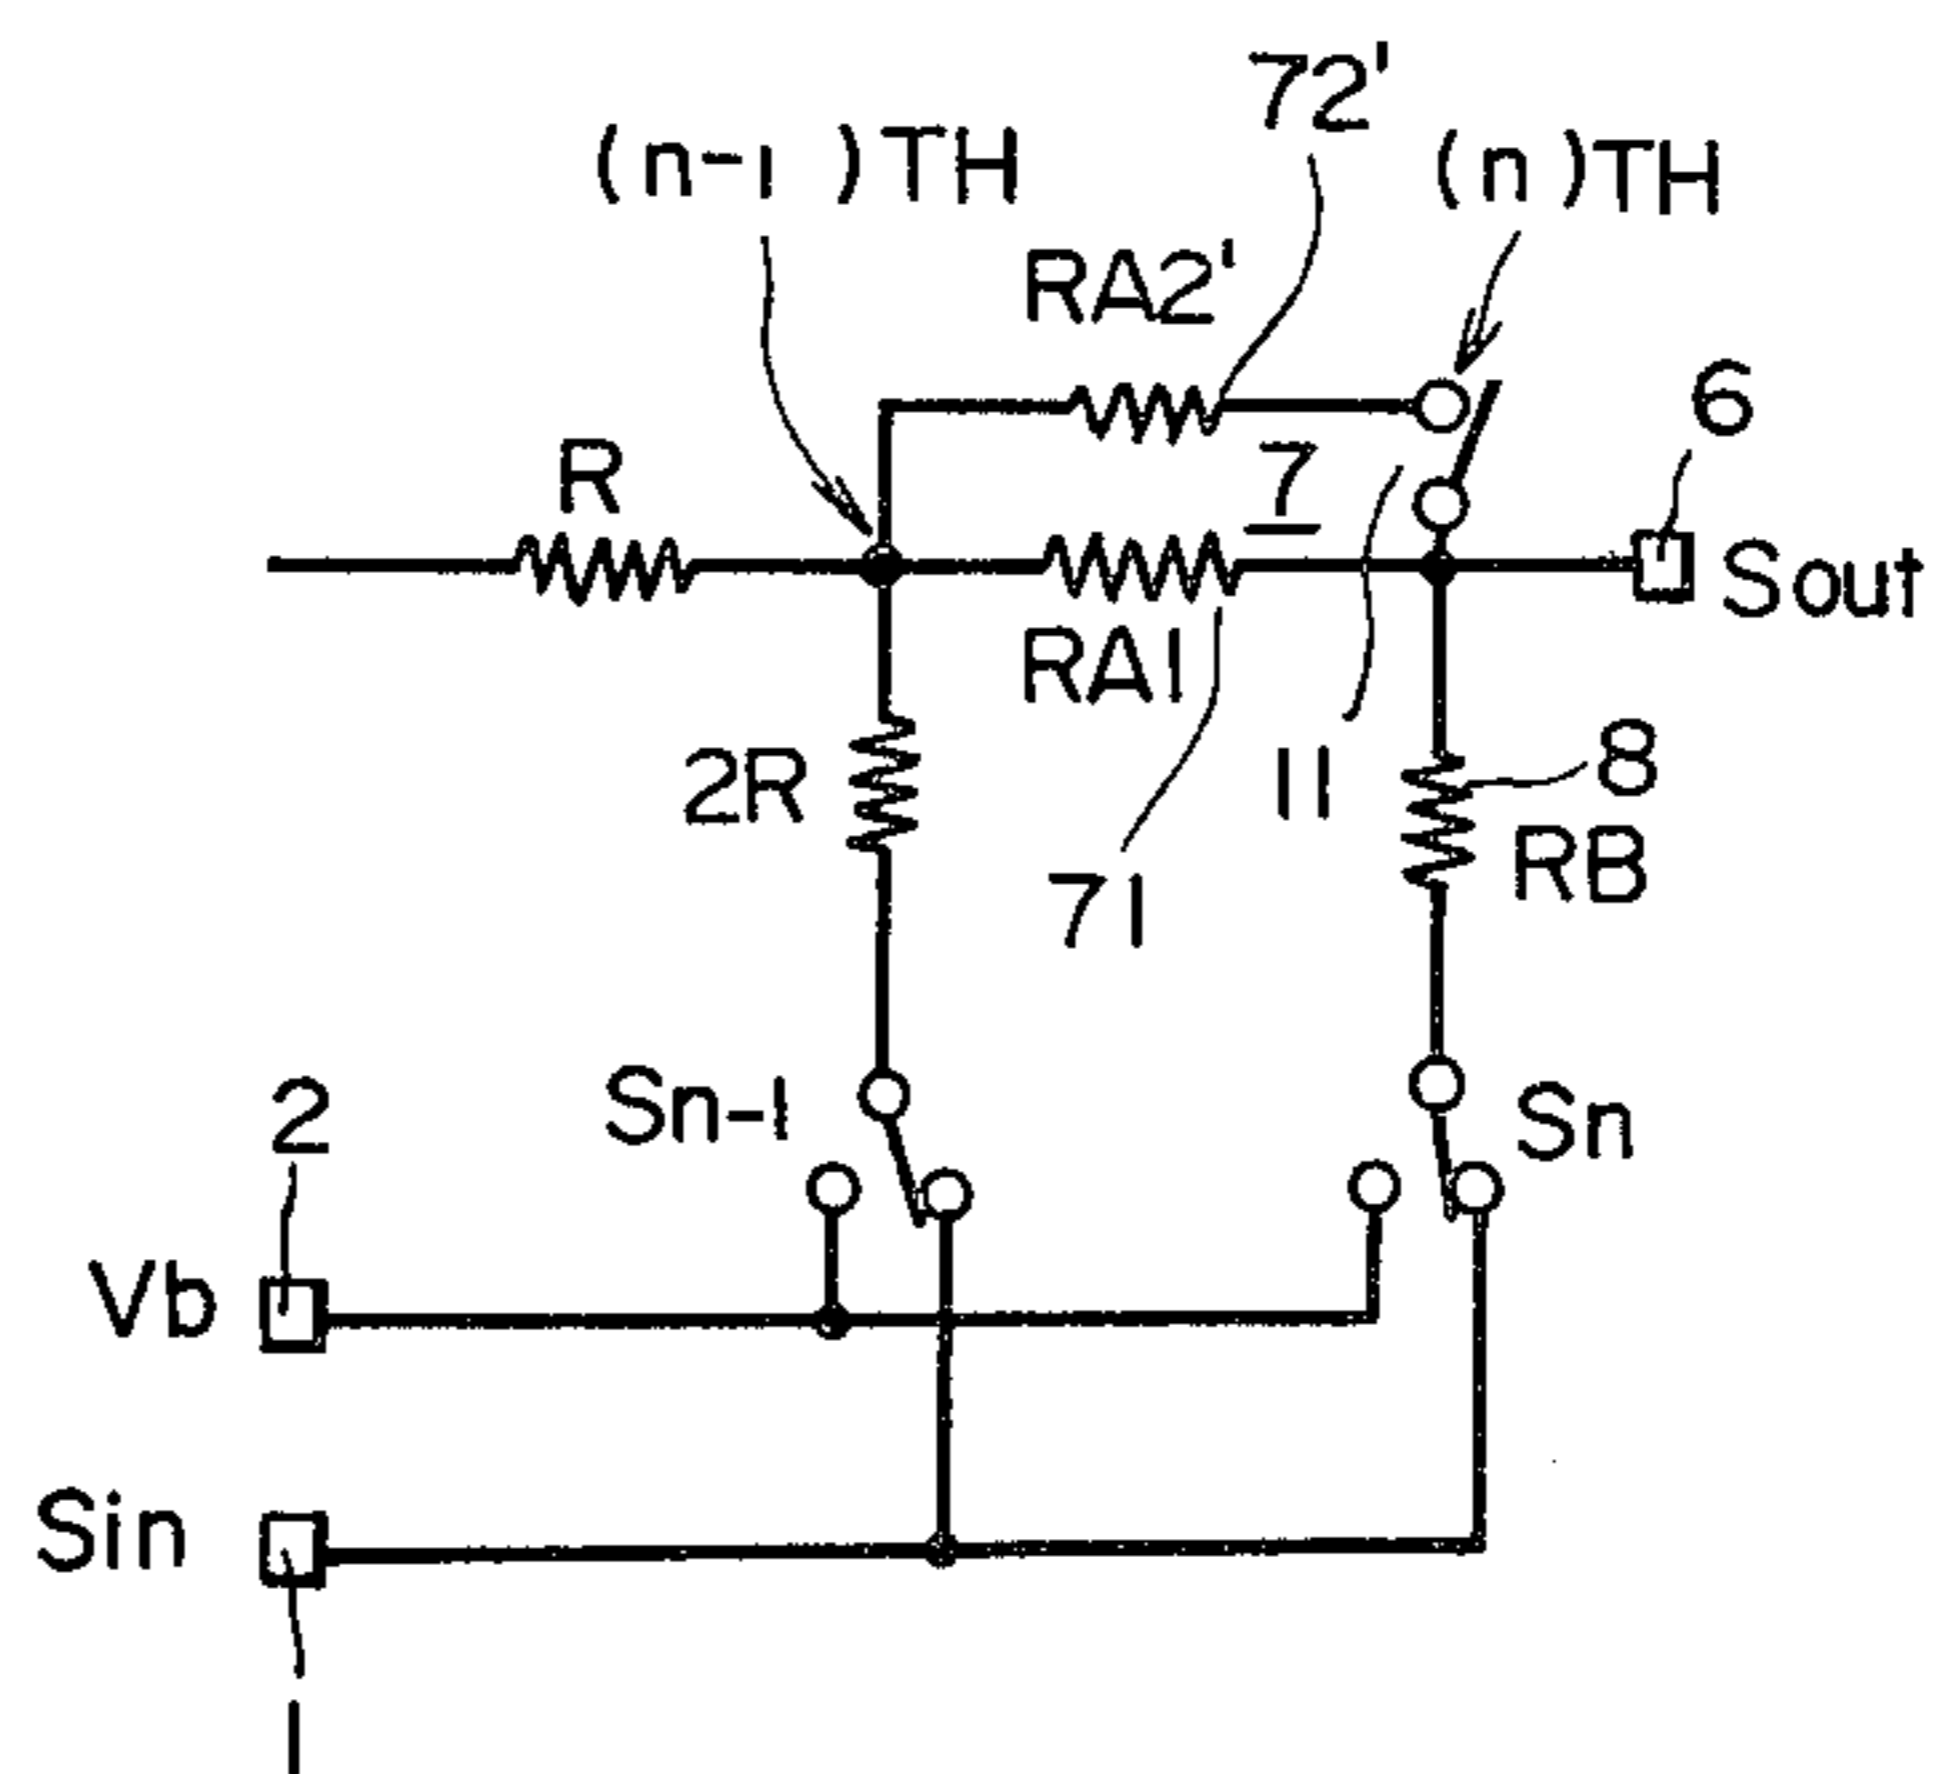 72'
(n-1)TH
(n)TH
RA2'
6
R
7
Sout
RA1
2R
11
8
RB
71
2
Sn-1
Sn
Vb
Sin
1